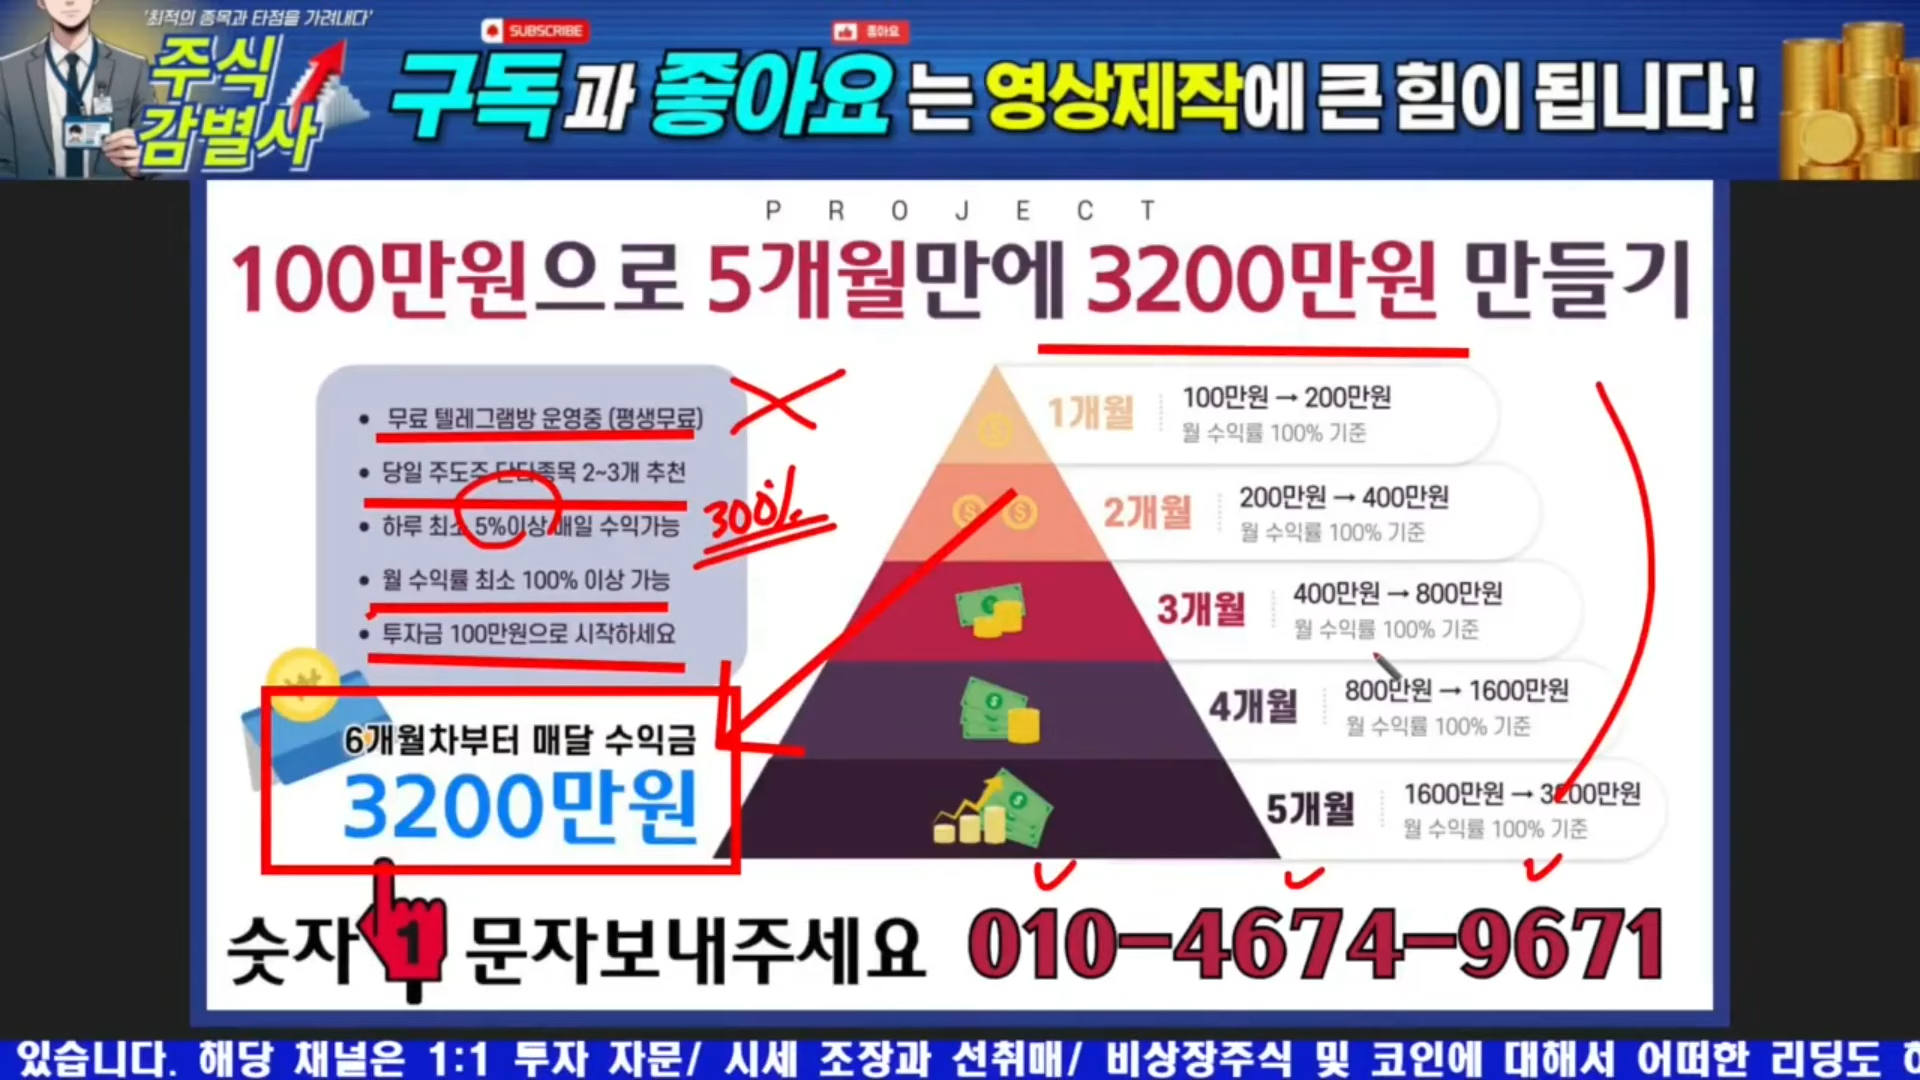 '최적의 종목과 타점을 가려내다'
주식
감별사
SUBSCRIBE
좋아요
구독과 좋아요는 영상제작에 큰 힘이 됩니다!
PROJECT
100만원으로 5개월만에 3200만원 만들기
• 무료 텔레그램방 운영중 (평생무료)
• 당일 주도주 단타종목 2~3개 추천
• 하루 최소 5%이상 매일 수익가능
300%
• 월 수익률 최소 100% 이상 가능
• 투자금 100만원으로 시작하세요
6개월차부터 매달 수익금
3200만원
1개월 100만원 → 200만원
월 수익률 100% 기준
2개월 200만원 → 400만원
월 수익률 100% 기준
3개월 400만원 → 800만원
월 수익률 100% 기준
4개월 800만원 → 1600만원
월 수익률 100% 기준
5개월 1600만원 → 3200만원
월 수익률 100% 기준
숫자 1 문자보내주세요 010-4674-9671
있습니다. 해당 채널은 1:1 투자 자문/ 시세 조장과 선취매/ 비상장주식 및 코인에 대해서 어떠한 리딩도